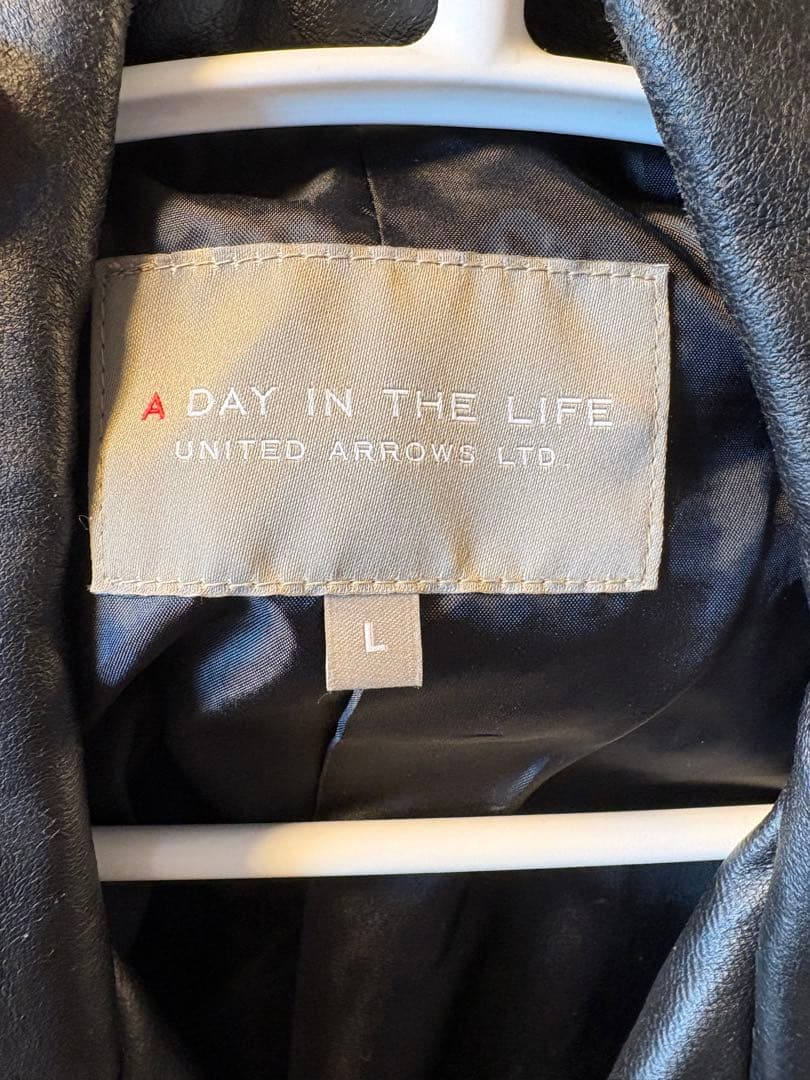 A DAY IN THE LIFE
UNITED ARROWS LTD.
L